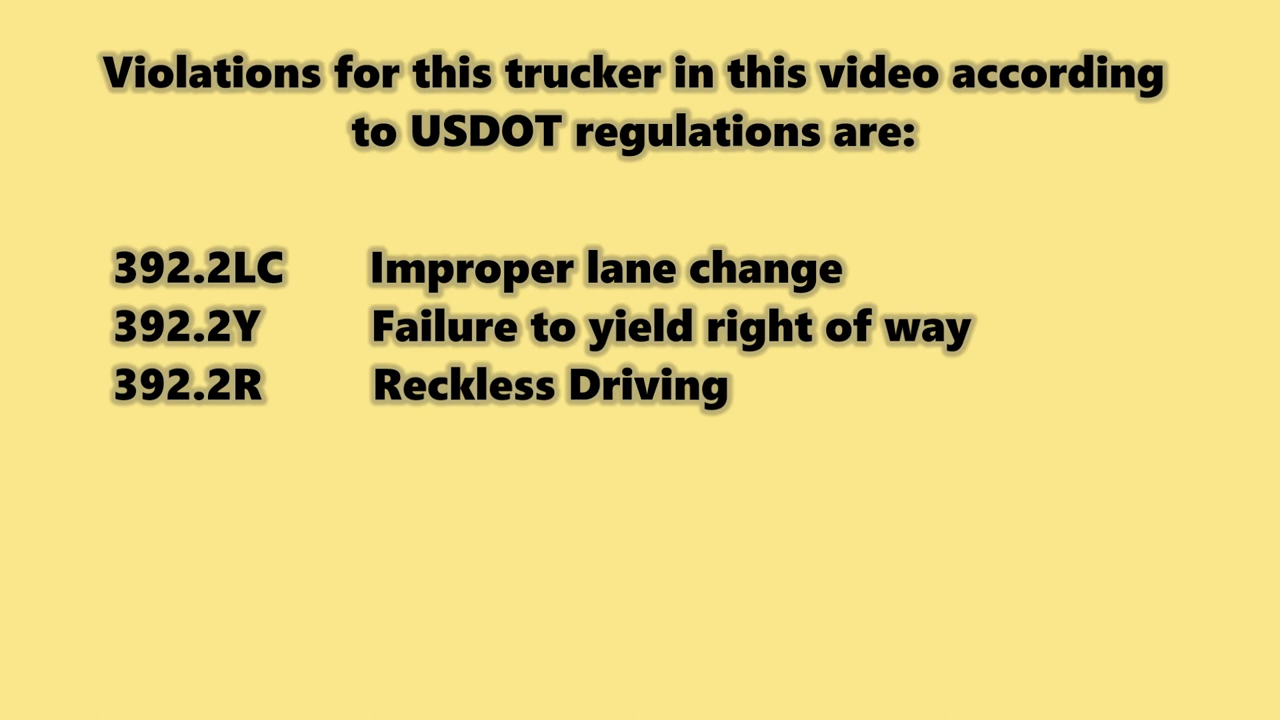 Violations for this trucker in this video according
to USDOT regulations are:
392.2LC Improper lane change
392.2Y Failure to yield right of way
392.2R Reckless Driving